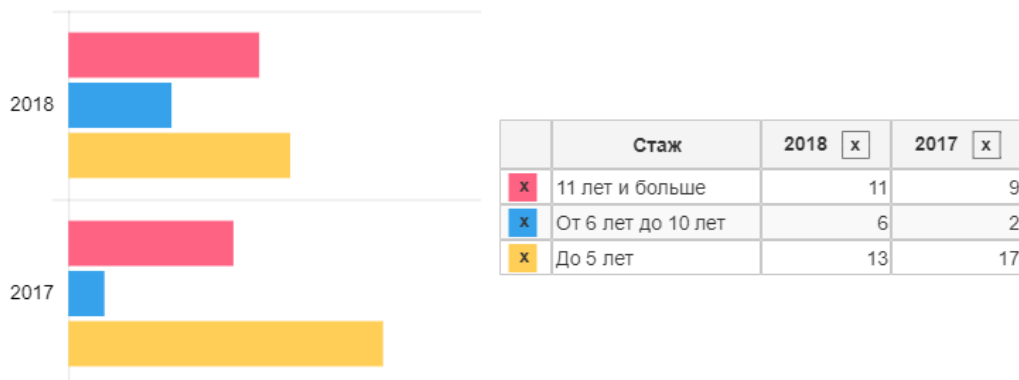 2018
2017
Стаж 2018 x 2017 x
x 11 лет и больше 11 9
x От 6 лет до 10 лет 6 2
x До 5 лет 13 17